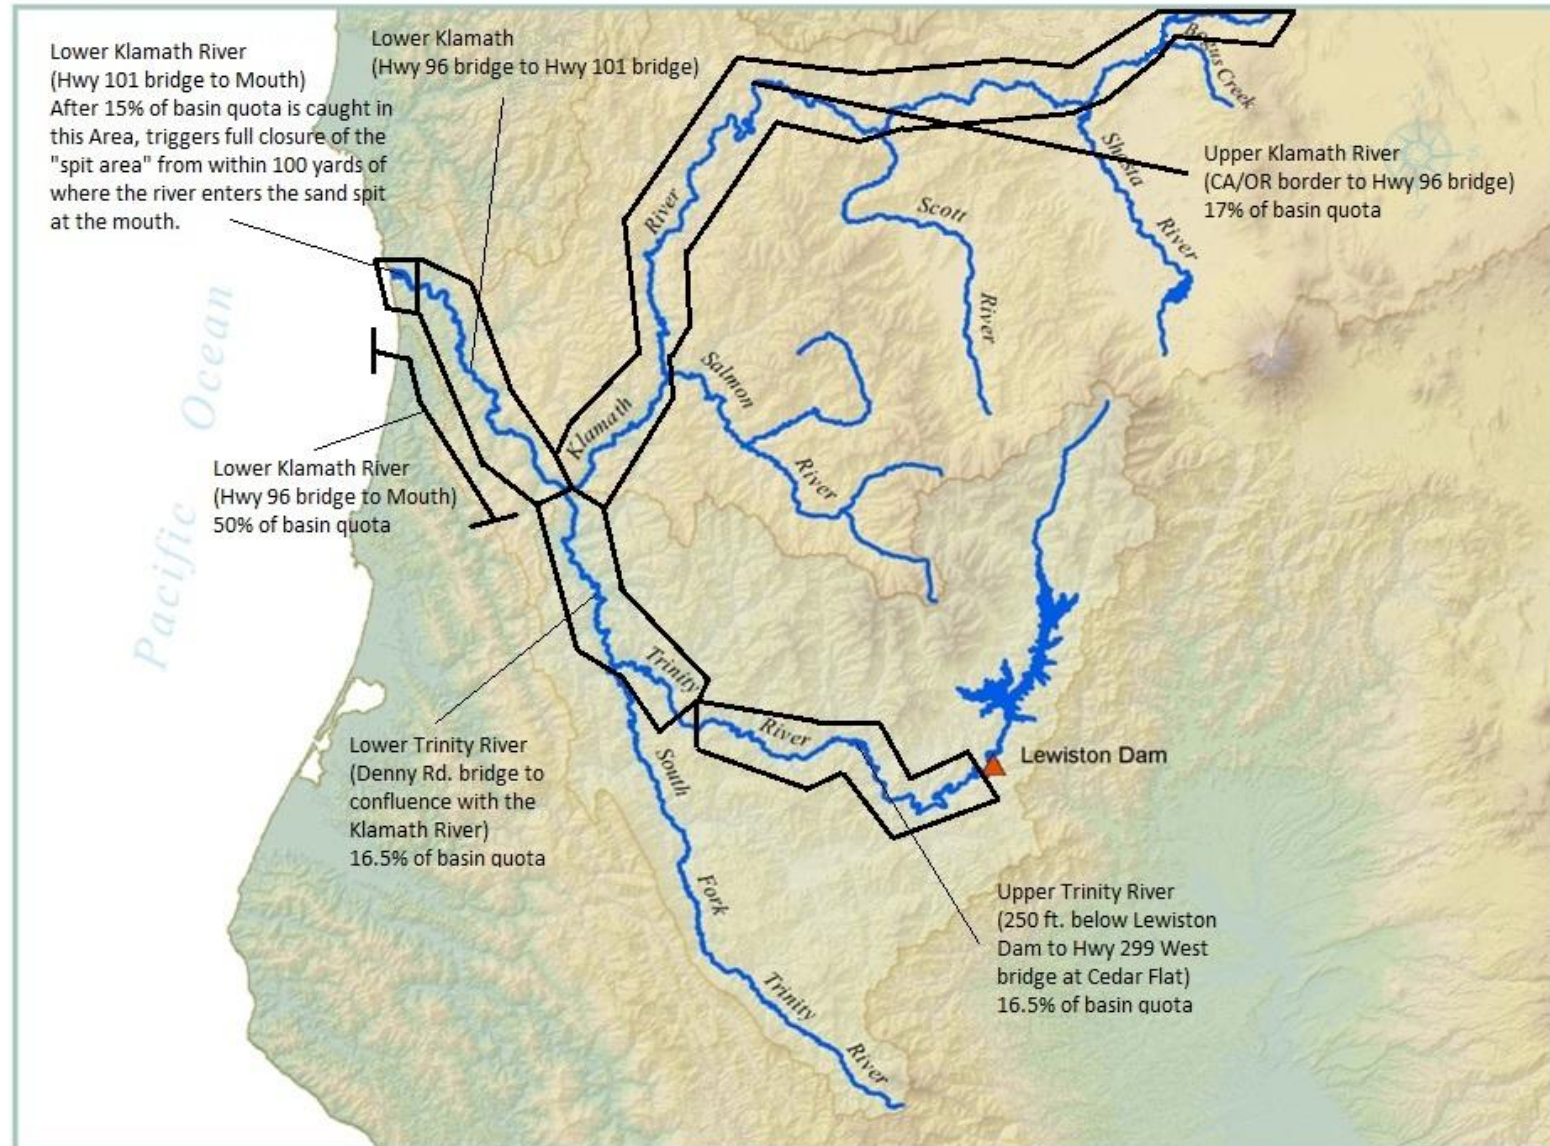 Lower Klamath River
(Hwy 101 bridge to Mouth)
After 15% of basin quota is caught in
this Area, triggers full closure of the
"spit area" from within 100 yards of
where the river enters the sand spit
at the mouth.
Lower Klamath
(Hwy 96 bridge to Hwy 101 bridge)
Bogus Creek
Upper Klamath River
(CA/OR border to Hwy 96 bridge)
17% of basin quota
Shasta
River
Scott
River
River
Klamath
Salmon
River
Pacific Ocean
Lower Klamath River
(Hwy 96 bridge to Mouth)
50% of basin quota
Trinity
River
Lewiston Dam
Lower Trinity River
(Denny Rd. bridge to
confluence with the
Klamath River)
16.5% of basin quota
South
Fork
Trinity
River
Upper Trinity River
(250 ft. below Lewiston
Dam to Hwy 299 West
bridge at Cedar Flat)
16.5% of basin quota